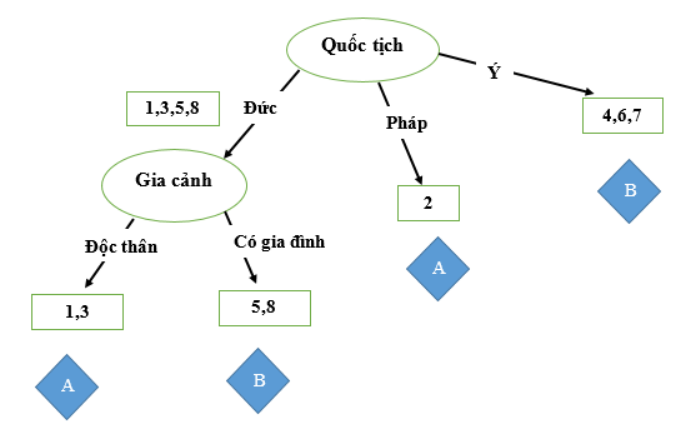 Quốc tịch
Ý
1,3,5,8
Đức
Pháp
4,6,7
Gia cảnh
B
2
Độc thân
Có gia đình
A
1,3
5,8
A
B